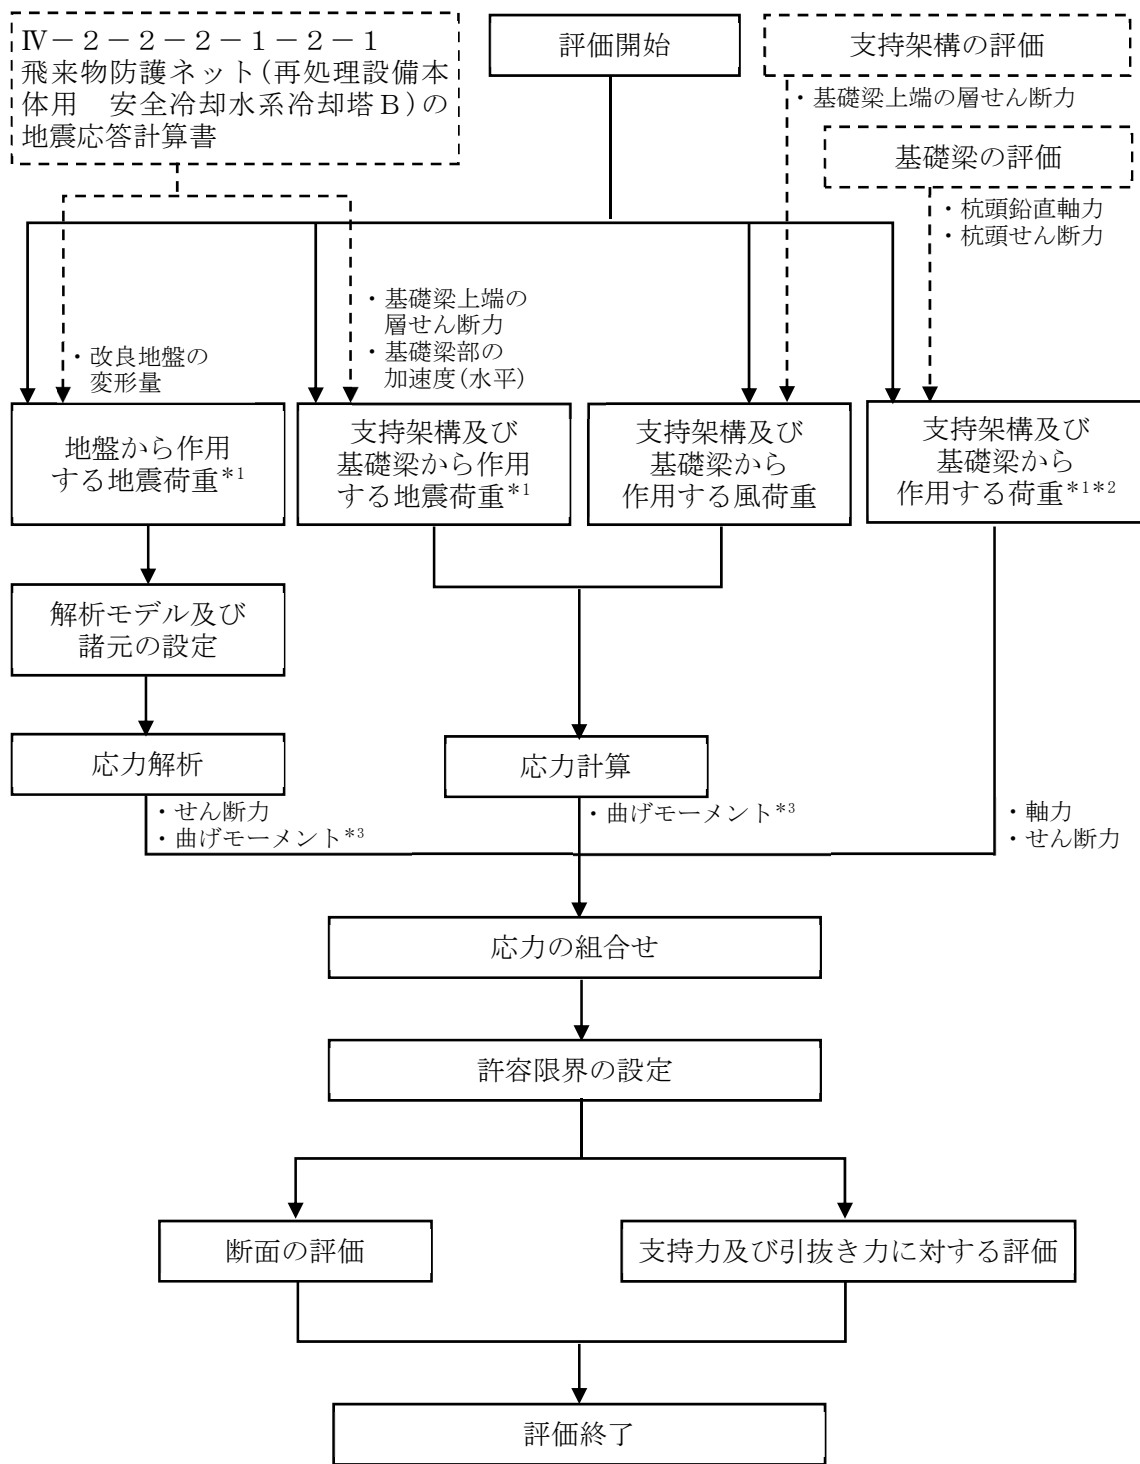 Ⅳ－２－２－２－１－２－１
飛来物防護ネット(再処理設備本
体用　安全冷却水系冷却塔Ｂ)の
地震応答計算書
評価開始
支持架構の評価
・基礎梁上端の層せん断力
基礎梁の評価
・杭頭鉛直軸力
・杭頭せん断力
・改良地盤の
変形量
・基礎梁上端の
層せん断力
・基礎梁部の
加速度(水平)
地盤から作用
する地震荷重*1
支持架構及び
基礎梁から作用
する地震荷重*1
支持架構及び
基礎梁から
作用する風荷重
支持架構及び
基礎梁から
作用する荷重*1*2
解析モデル及び
諸元の設定
応力解析
・せん断力
・曲げモーメント*3
応力計算
・曲げモーメント*3
・軸力
・せん断力
応力の組合せ
許容限界の設定
断面の評価
支持力及び引抜き力に対する評価
評価終了